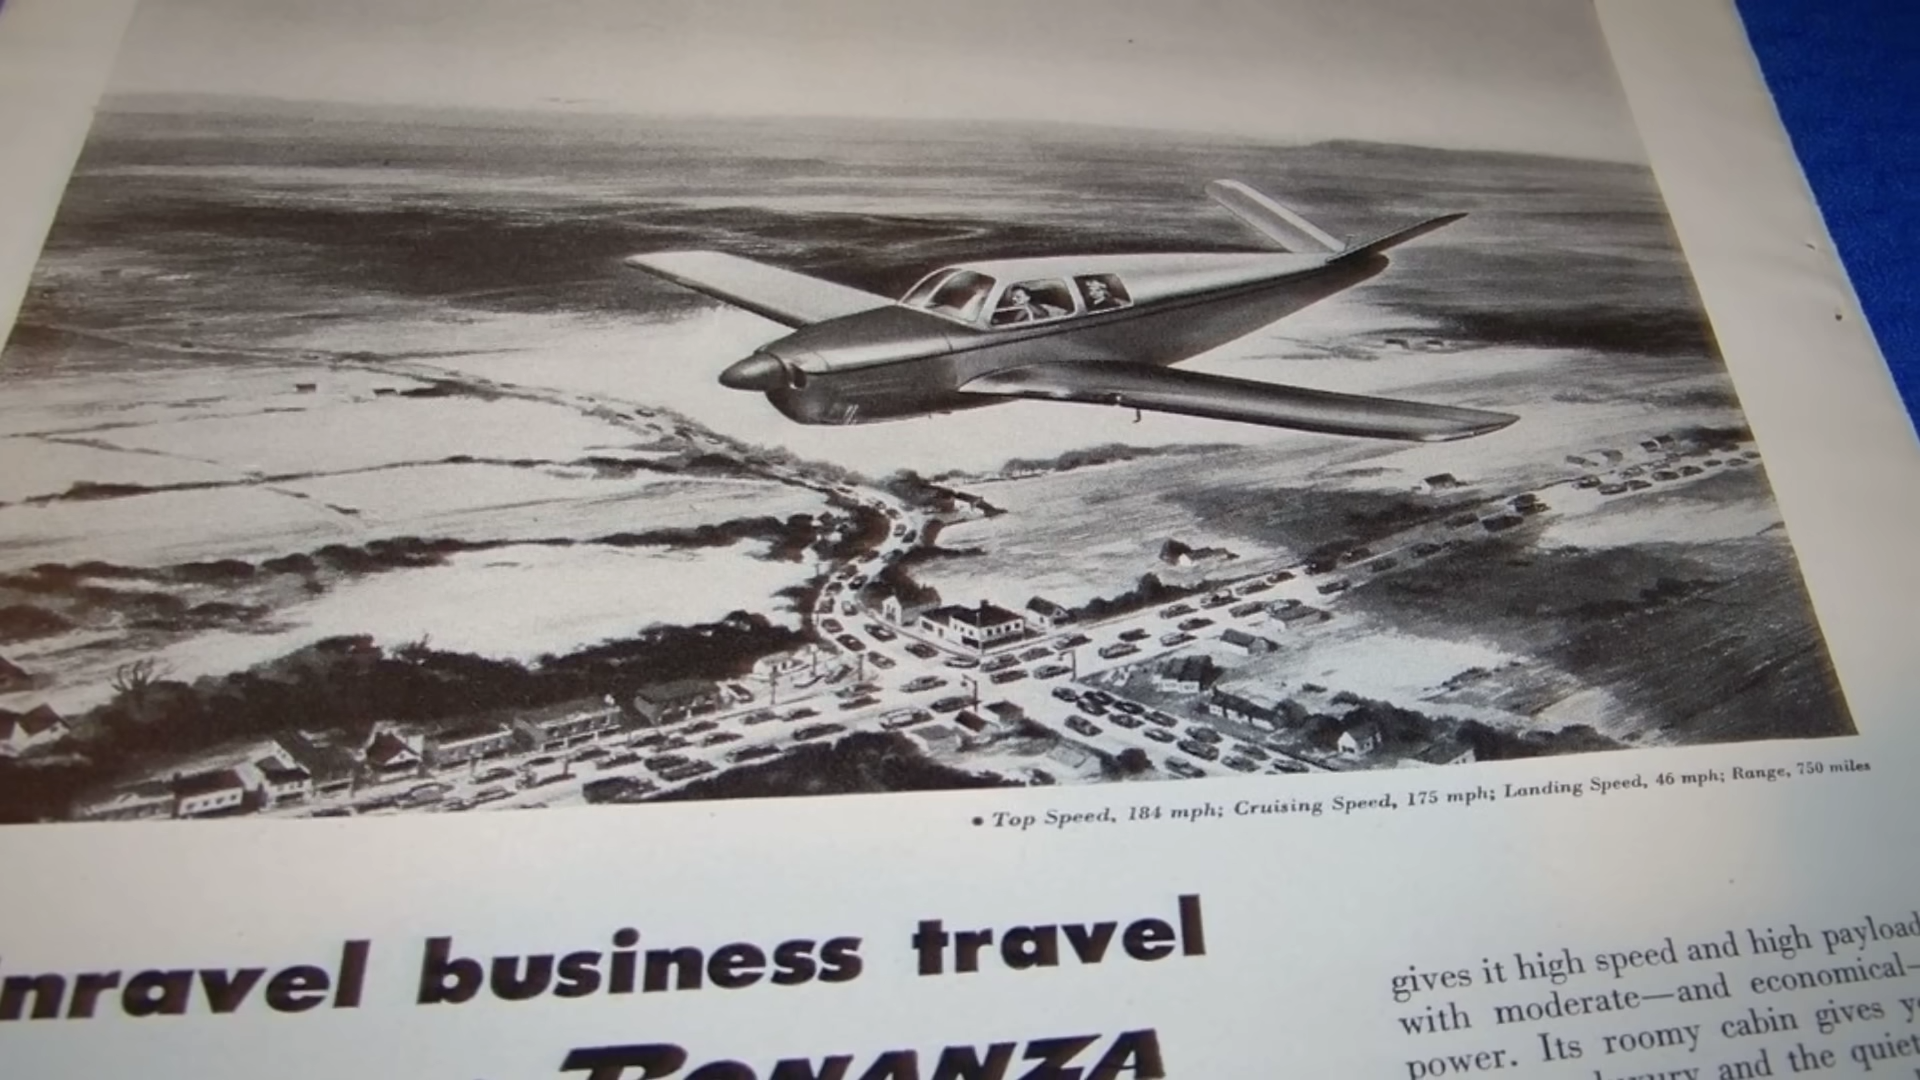 • Top Speed, 184 mph; Cruising Speed, 175 mph; Landing Speed, 46 mph; Range, 750 miles
nravel business travel
BONANZA
gives it high speed and high payload
with moderate—and economical—
power. Its roomy cabin gives y
and the quiet